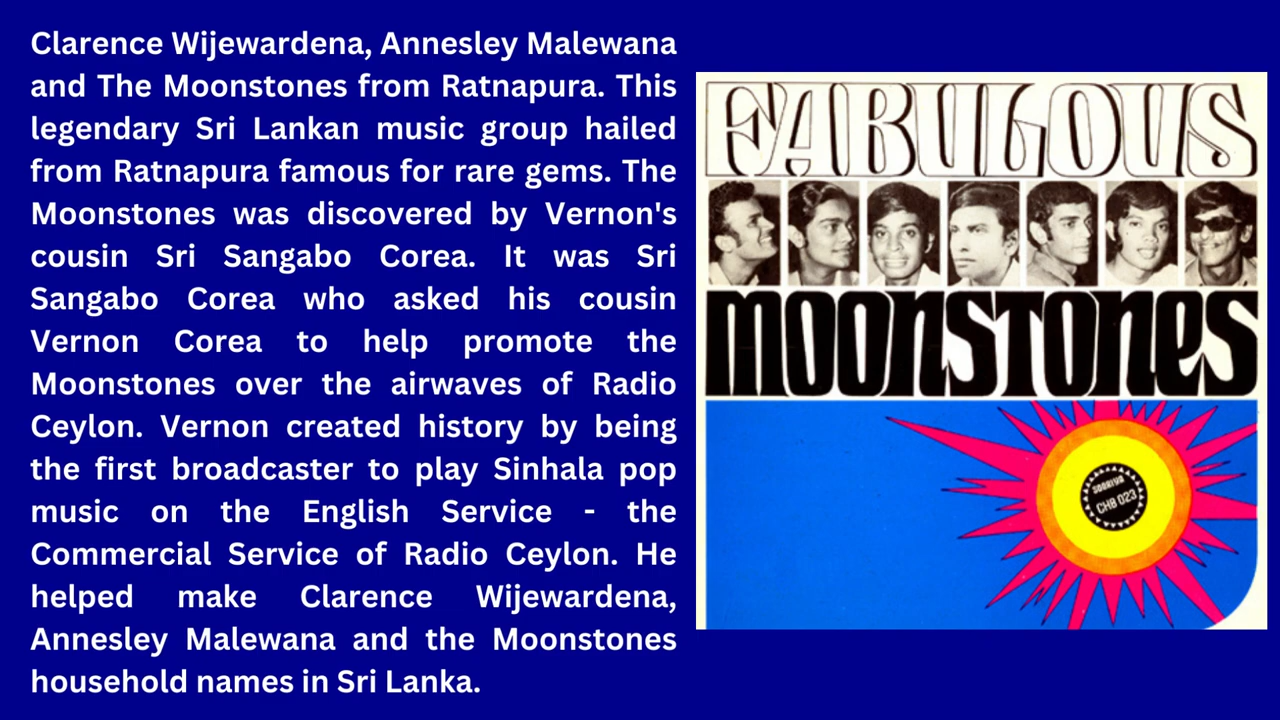 Clarence Wijewardena, Annesley Malewana
and The Moonstones from Ratnapura. This
legendary Sri Lankan music group hailed
from Ratnapura famous for rare gems. The
Moonstones was discovered by Vernon's
cousin Sri Sangabo Corea. It was Sri
Sangabo Corea who asked his cousin
Vernon Corea to help promote the
Moonstones over the airwaves of Radio
Ceylon. Vernon created history by being
the first broadcaster to play Sinhala pop
music on the English Service - the
Commercial Service of Radio Ceylon. He
helped make Clarence Wijewardena,
Annesley Malewana and the Moonstones
household names in Sri Lanka.
FABULOUS
MOONSTONES
SOORIYA
CHB 023